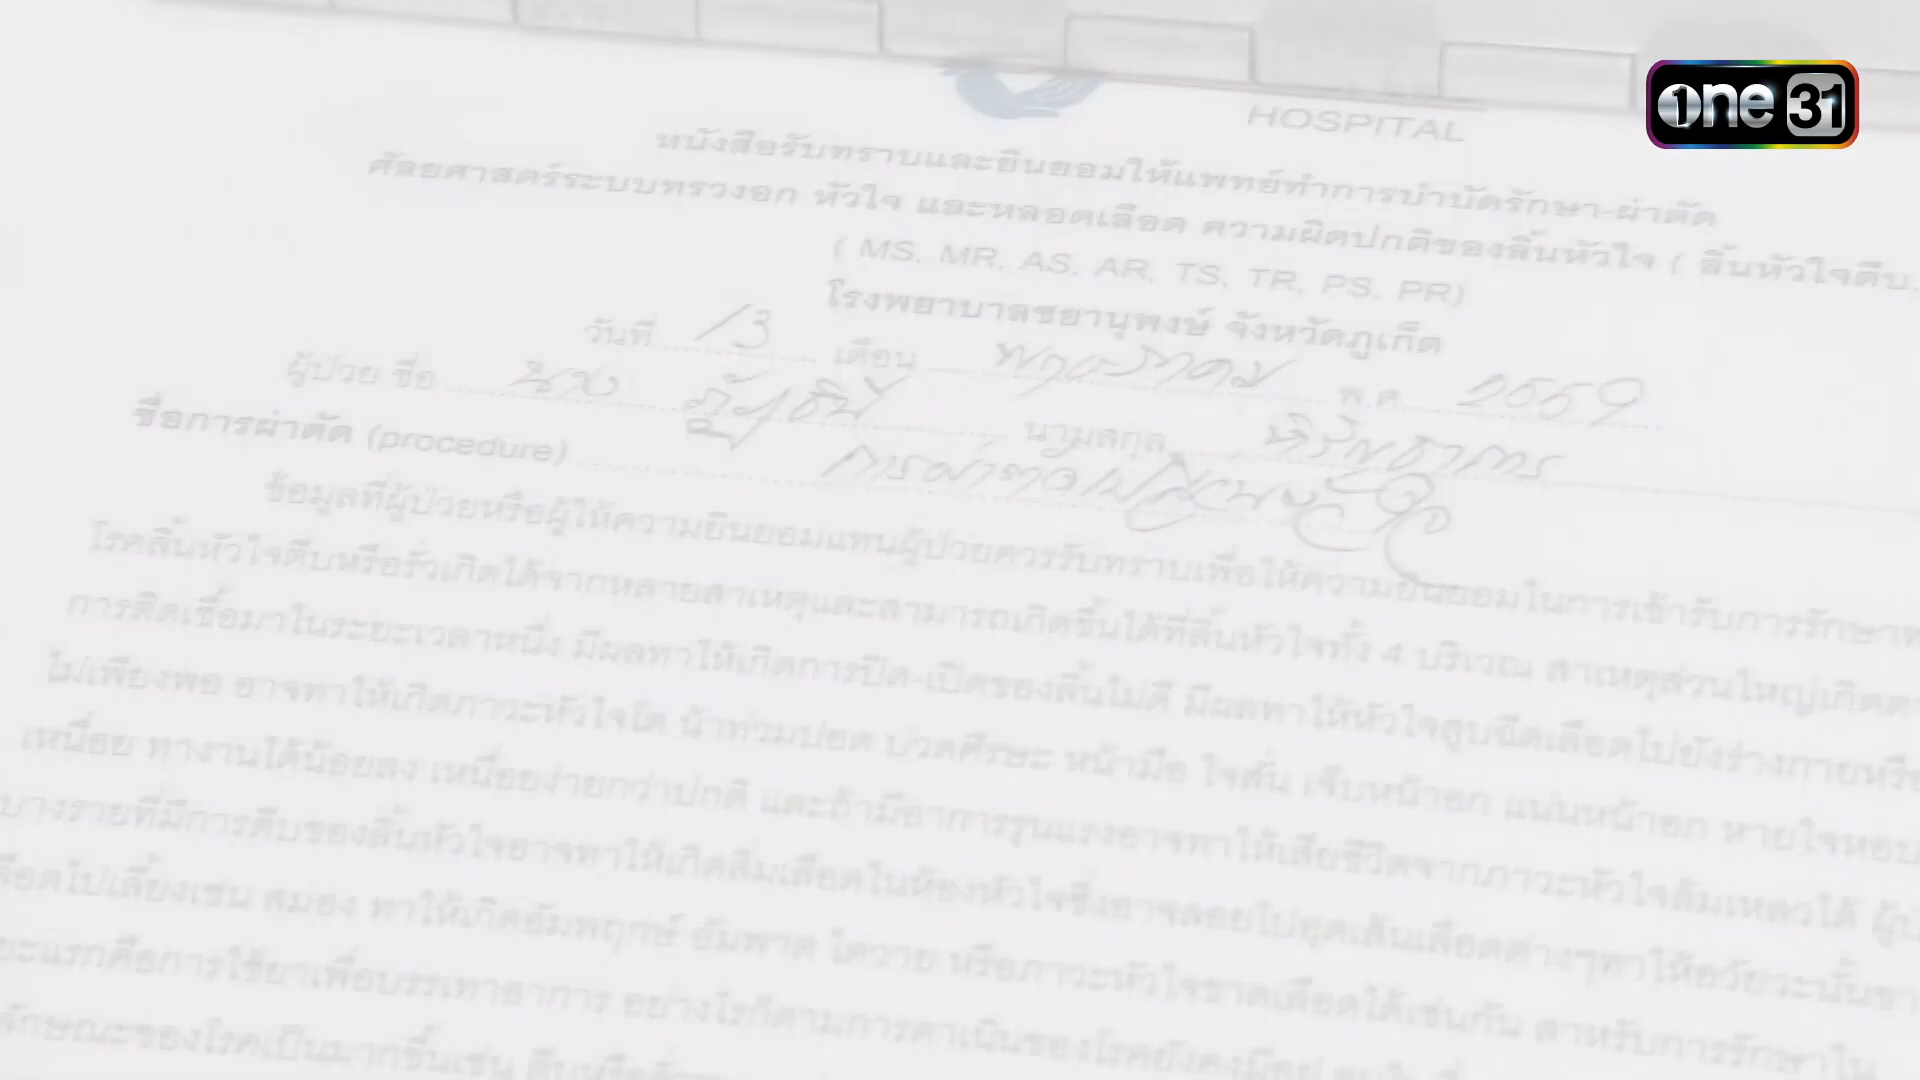 one 31
HOSPITAL
หนังสือรับทราบและยินยอมให้แพทย์ทำการบำบัดรักษา-ผ่าตัด
ศัลยศาสตร์ระบบทรวงอก หัวใจ และหลอดเลือด ความผิดปกติของลิ้นหัวใจ ( ลิ้นหัวใจตีบ
( MS, MR, AS, AR, TS, TR, PS, PR)
โรงพยาบาลชยานุพงษ์ จังหวัดภูเก็ต
วันที่ 13 เดือน พฤษภาคม พ.ศ. 2559
ผู้ป่วย ชื่อ นาง นามสกุล
ชื่อการผ่าตัด (procedure) การผ่าตัด
ข้อมูลที่ผู้ป่วยหรือผู้ให้ความยินยอมแทนผู้ป่วยควรรับทราบเพื่อให้ความยินยอมในการเข้ารับการรักษา
โรคลิ้นหัวใจตีบหรือรั่วเกิดได้จากหลายสาเหตุและสามารถเกิดขึ้นได้ที่ลิ้นหัวใจทั้ง 4 บริเวณ สาเหตุส่วนใหญ่เกิด
การติดเชื้อมาในระยะเวลาหนึ่ง มีผลทาให้เกิดการปิด-เปิดของลิ้นไม่ดี มีผลทาให้หัวใจสูบฉีดเลือดไปยังร่างกายหรือ
ไม่เพียงพอ อาจทาให้เกิดภาวะหัวใจโต น้าท่วมปอด ปวดศีรษะ หน้ามืด ใจสั่น เจ็บหน้าอก แน่นหน้าอก หายใจหอบ
เหนื่อย ทางานได้น้อยลง เหนื่อยง่ายกว่าปกติ และถ้ามีอาการรุนแรงอาจทาให้เสียชีวิตจากภาวะหัวใจล้มเหลวได้
บางรายที่มีการตีบของลิ้นหัวใจอาจทาให้เกิดลิ่มเลือดในห้องหัวใจซึ่งอาจลอยไปอุดเส้นเลือดต่างๆทาให้อวัยวะนั้น
ลือดไปเลี้ยงเช่น สมอง ทาให้เกิดอัมพฤกษ์ อัมพาต ไตวาย หรือภาวะหัวใจขาดเลือดได้เช่นกัน สาหรับการรักษาใน
ยะแรกคือการใช้ยาเพื่อบรรเทาอาการ อย่างไรก็ตามการดาเนินของโรคยังคงมีอยู่
ลักษณะของโรคเป็นมากขึ้นเช่น